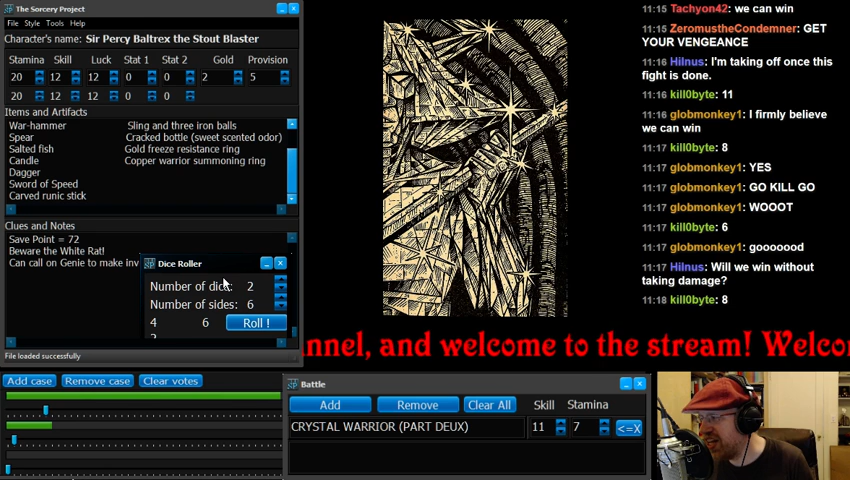 The Sorcery Project
File Style Tools Help
Character's name: Sir Percy Baltrex the Stout Blaster
Stamina Skill Luck Stat 1 Stat 2 Gold Provision
20 12 12 0 0 2 5
20 12 12 0 0
Items and Artifacts
War-hammer Sling and three iron balls
Spear Cracked bottle (sweet scented odor)
Salted fish Gold freeze resistance ring
Candle Copper warrior summoning ring
Dagger
Sword of Speed
Carved runic stick
Clues and Notes
Save Point = 72
Beware the White Rat!
Can call on Genie to make inv
Dice Roller
Number of dice: 2
Number of sides: 6
4 6 Roll !
File loaded successfully
Add case Remove case Clear votes
Battle
Add Remove Clear All Skill Stamina
CRYSTAL WARRIOR (PART DEUX) 11 7 <=X
nnel, and welcome to the stream! Welco
11:15 Tachyon42: we can win
11:15 ZeromustheCondemner: GET
YOUR VENGEANCE
11:16 Hilnus: I'm taking off once this
fight is done.
11:16 kill0byte: 11
11:16 globmonkey1: I firmly believe
we can win
11:17 kill0byte: 8
11:17 globmonkey1: YES
11:17 globmonkey1: GO KILL GO
11:17 globmonkey1: WOOOT
11:17 kill0byte: 6
11:17 globmonkey1: gooooood
11:17 Hilnus: Will we win without
taking damage?
11:18 kill0byte: 8